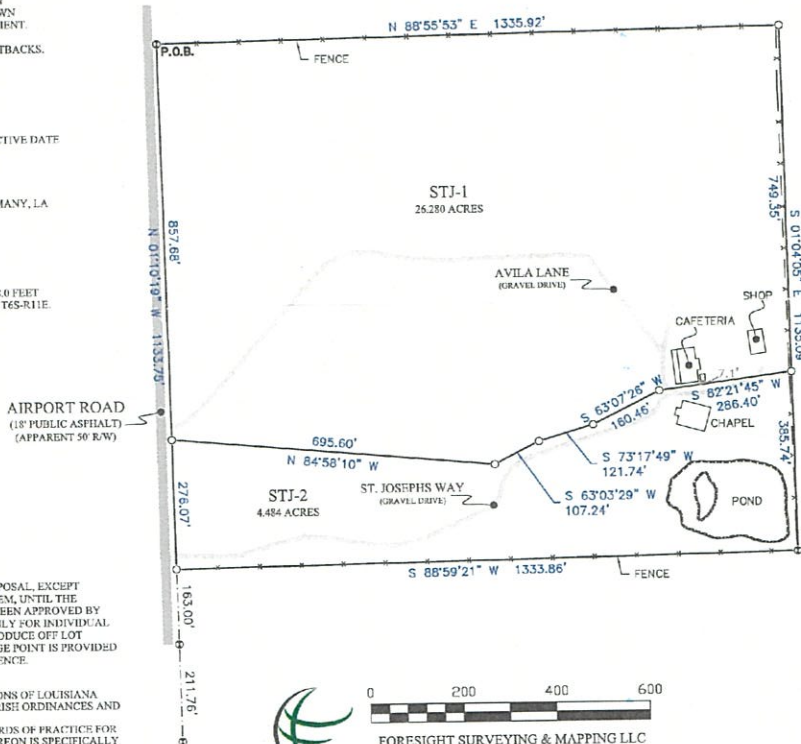 WN
MENT.
TBACKS.
CTIVE DATE
MANY, LA
.0 FEET
T6S-R11E.
N 88°55'53" E 1335.92'
P.O.B.
FENCE
STJ-1
26.280 ACRES
749.35'
S 01°04'05" E 1135.09'
857.68'
N 01°10'19" W 1133.75'
AVILA LANE
(GRAVEL DRIVE)
SHOP
CAFETERIA
7.1'
S 82°21'45" W
286.40'
CHAPEL
S 63°07'26" W
160.46'
AIRPORT ROAD
(18' PUBLIC ASPHALT)
(APPARENT 50' R/W)
695.60'
N 84°58'10" W
S 73°17'49" W
121.74'
385.74'
STJ-2
4.484 ACRES
ST. JOSEPHS WAY
(GRAVEL DRIVE)
S 63°03'29" W
107.24'
POND
276.07'
S 88°59'21" W 1333.86'
FENCE
POSAL, EXCEPT
EM, UNTIL THE
BEEN APPROVED BY
LY FOR INDIVIDUAL
ODUCE OFF LOT
GE POINT IS PROVIDED
ENCE.
163.00'
211.76'
ONS OF LOUISIANA
RISH ORDINANCES AND
RDS OF PRACTICE FOR
REON IS SPECIFICALLY
0 200 400 600
FORESIGHT SURVEYING & MAPPING LLC